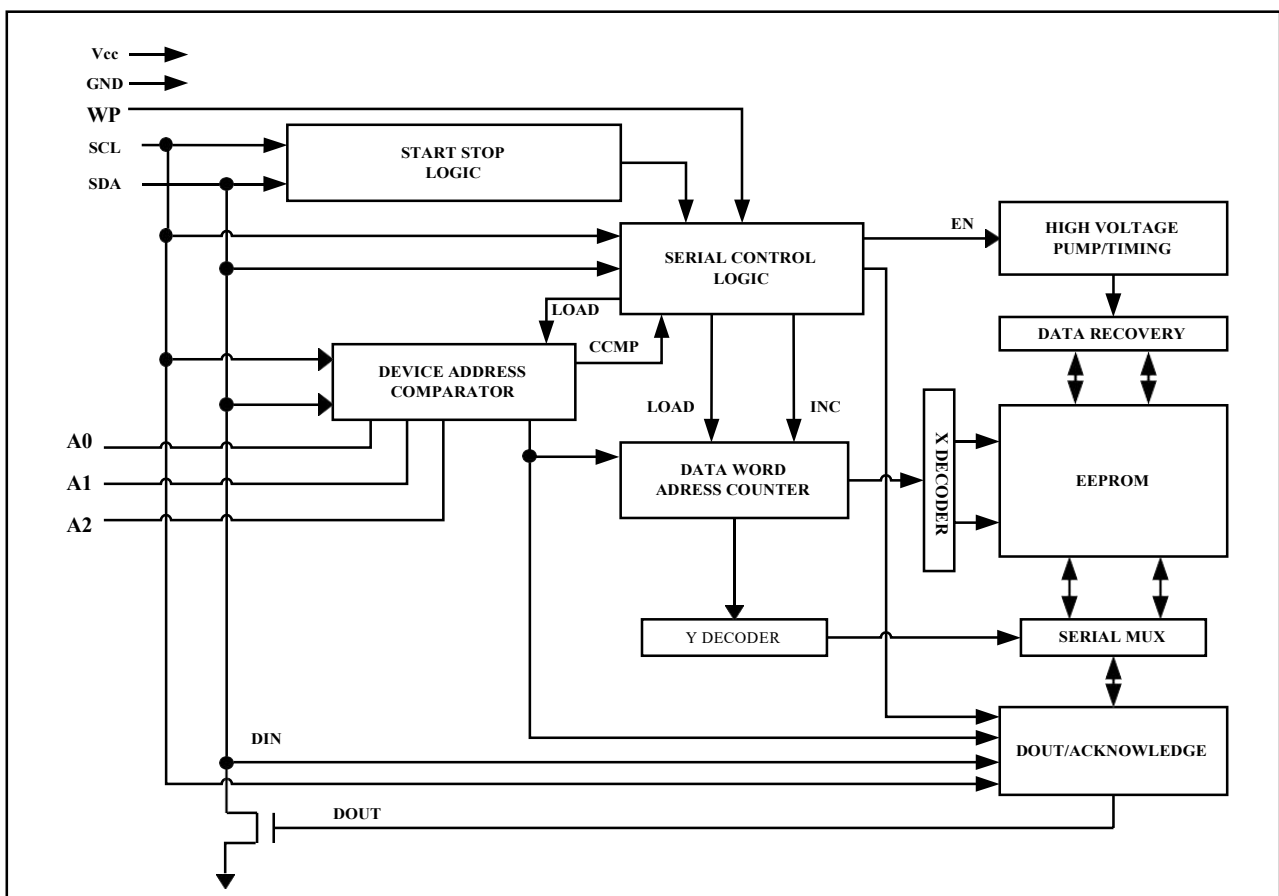 Vcc
GND
WP
SCL
SDA
START STOP
LOGIC
EN
HIGH VOLTAGE
PUMP/TIMING
SERIAL CONTROL
LOGIC
LOAD
CCMP
DATA RECOVERY
DEVICE ADDRESS
COMPARATOR
LOAD
INC
A0
A1
A2
DATA WORD
ADRESS COUNTER
X DECODER
EEPROM
Y DECODER
SERIAL MUX
DIN
DOUT/ACKNOWLEDGE
DOUT